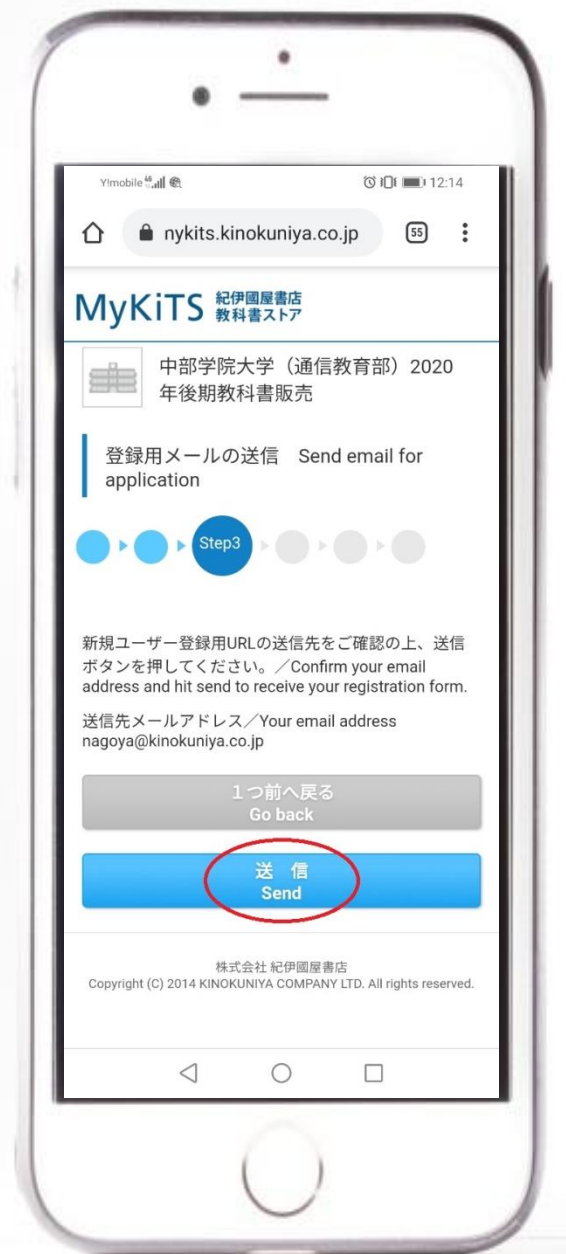 Y!mobile 12:14
nykits.kinokuniya.co.jp 55
MyKiTS 紀伊國屋書店
教科書ストア
中部学院大学（通信教育部）2020
年後期教科書販売
登録用メールの送信 Send email for
application
Step3
新規ユーザー登録用URLの送信先をご確認の上、送信
ボタンを押してください。／Confirm your email
address and hit send to receive your registration form.
送信先メールアドレス／Your email address
nagoya@kinokuniya.co.jp
１つ前へ戻る
Go back
送 信
Send
株式会社 紀伊國屋書店
Copyright (C) 2014 KINOKUNIYA COMPANY LTD. All rights reserved.